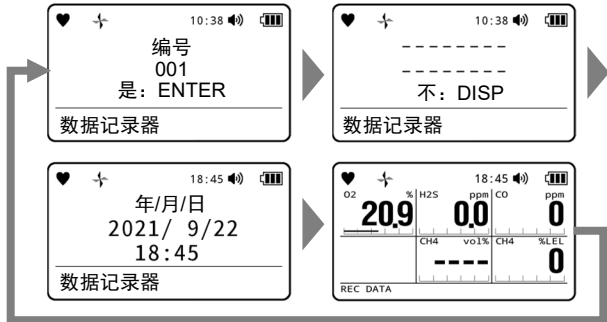 10:38
编号
001
是：ENTER
数据记录器
10:38
- - - - - - - - -
- - - - - - - - -
不：DISP
数据记录器
18:45
年/月/日
2021/ 9/22
18:45
数据记录器
18:45
O2 % H2S ppm CO ppm
20.9 0.0 0
CH4 vol% CH4 %LEL
---- 0
REC DATA